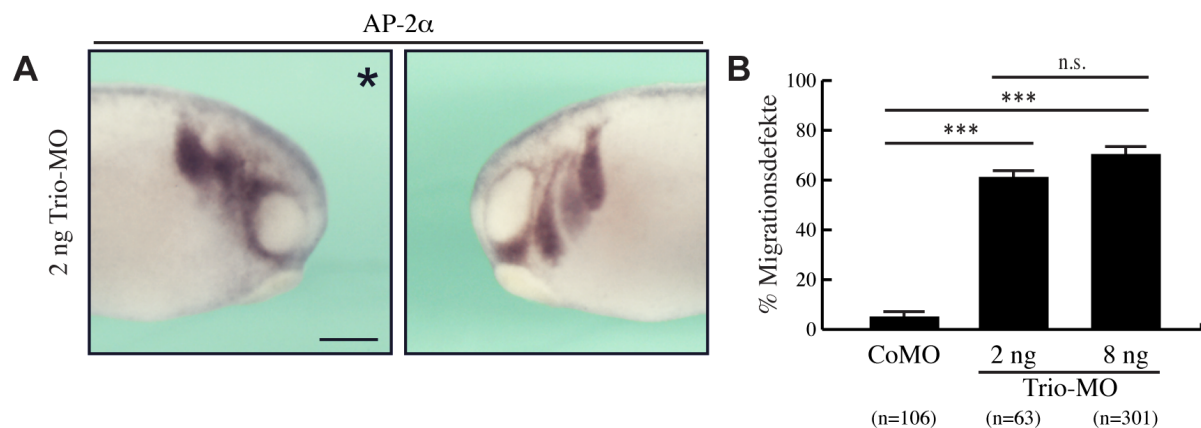 AP-2α
A
*
2 ng Trio-MO
B
n.s.
***
***
% Migrationsdefekte
100
80
60
40
20
0
CoMO
2 ng
8 ng
Trio-MO
(n=106)
(n=63)
(n=301)